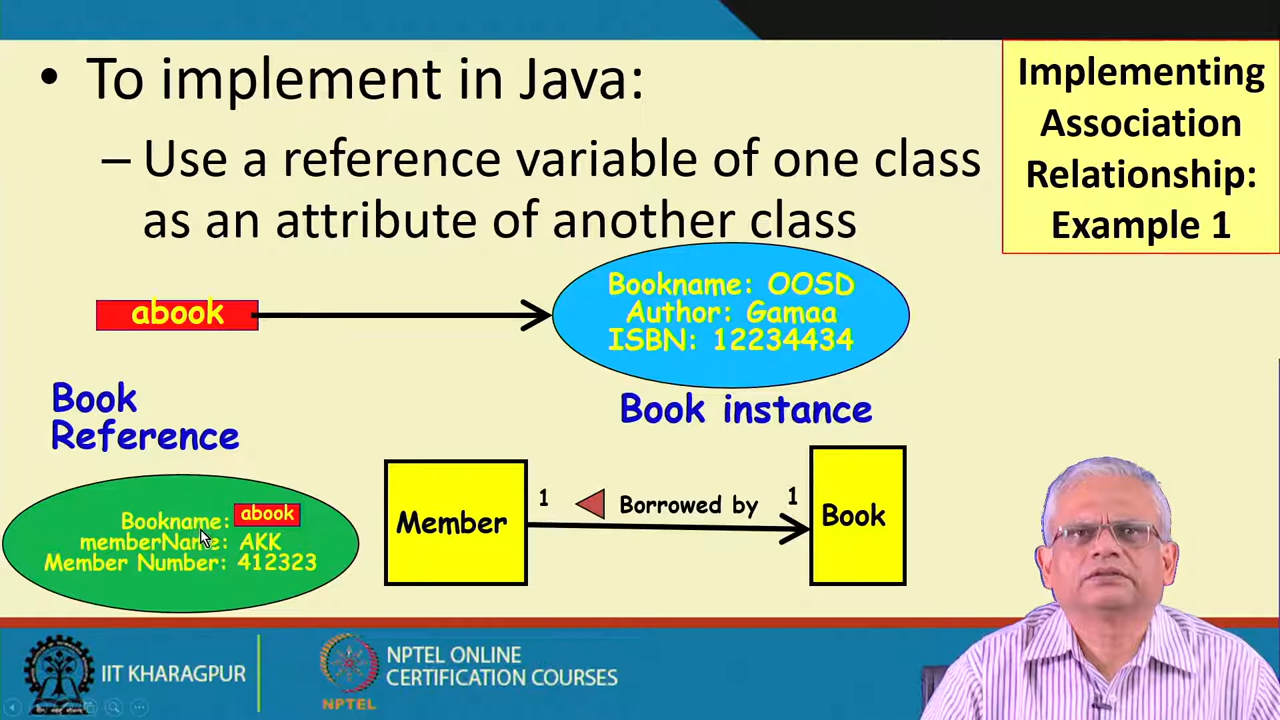 • To implement in Java:
– Use a reference variable of one class
as an attribute of another class
Implementing
Association
Relationship:
Example 1
abook
Bookname: OOSD
Author: Gamaa
ISBN: 12234434
Book
Reference
Book instance
Bookname: abook
memberName: AKK
Member Number: 412323
Member
1
Borrowed by
1
Book
IIT KHARAGPUR
NPTEL
NPTEL ONLINE
CERTIFICATION COURSES